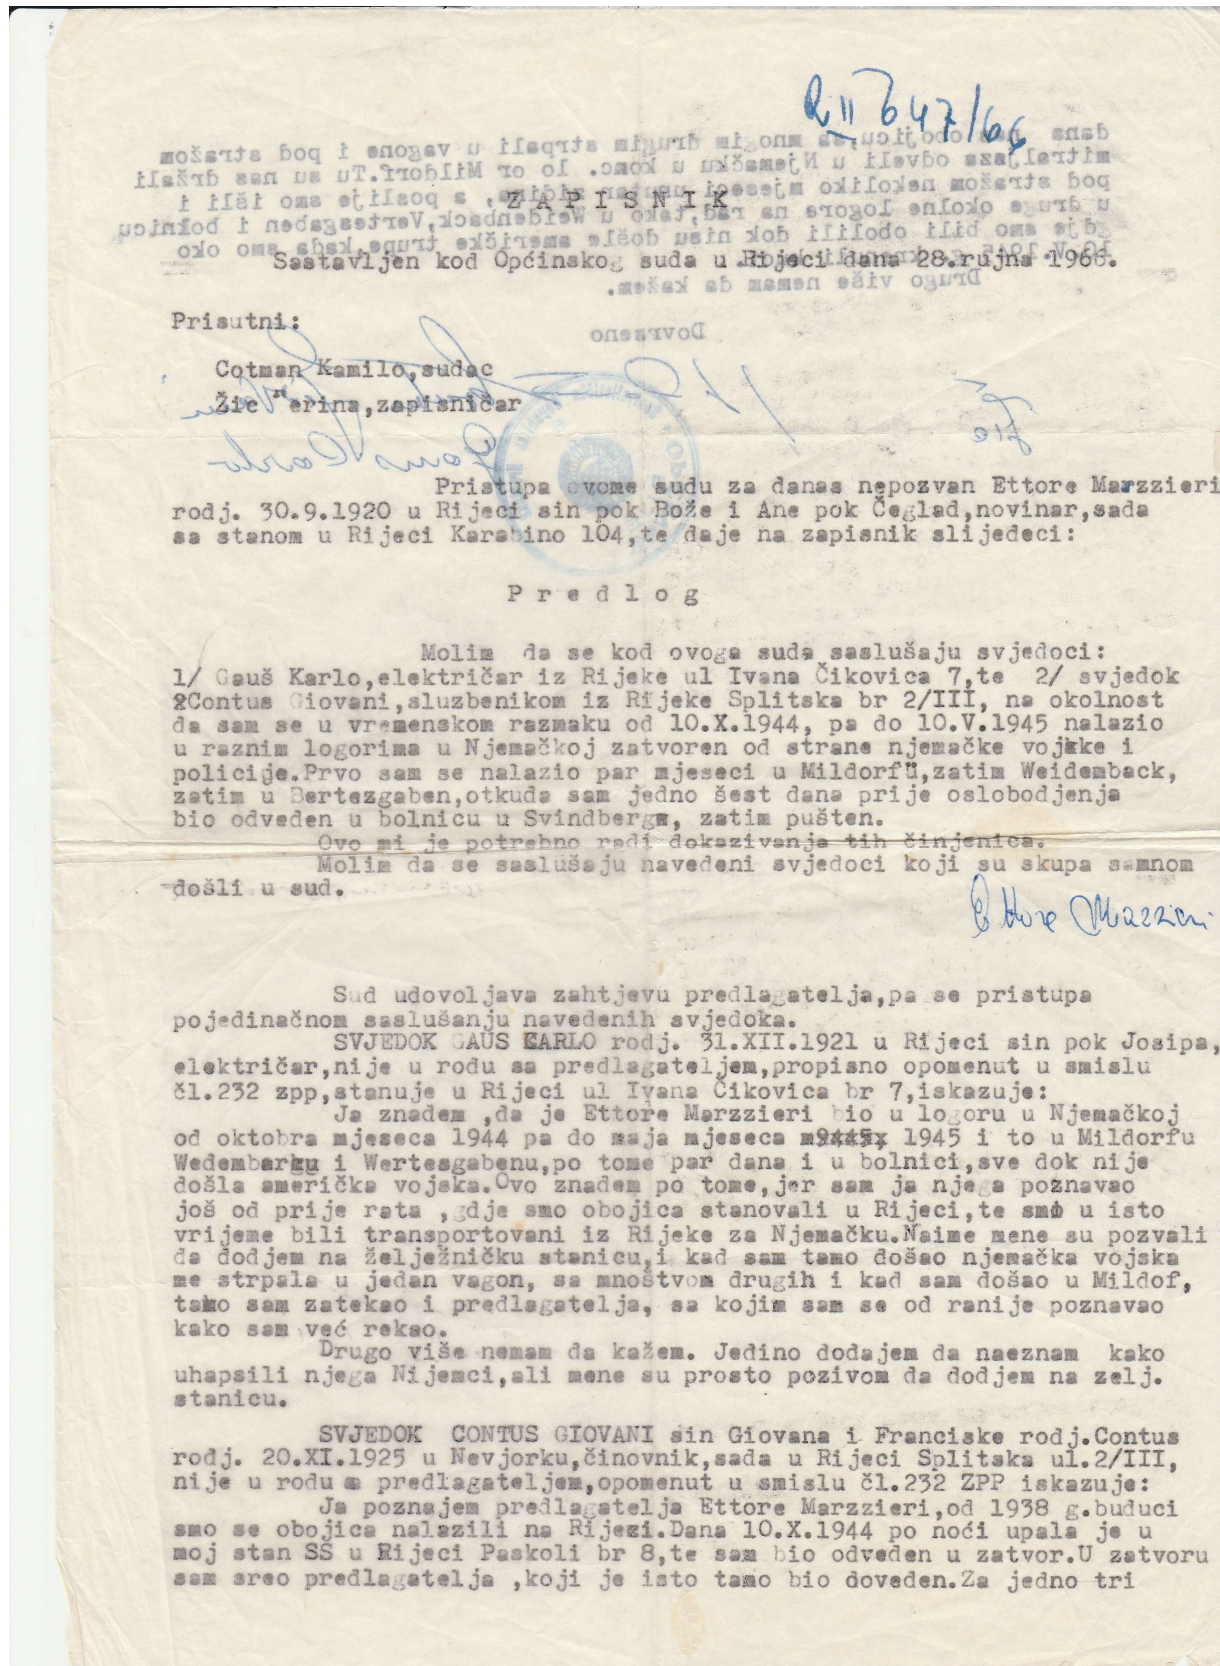 R II 647/66
Z A P I S N I K
Sastavljen kod Općinskog suda u Rijeci dana 28.rujna 1966.
Prisutni:
Cotman Kamilo,sudac
Žic erina,zapisničar
Pristupa ovome sudu za danas nepozvan Ettore Marzzieri
rodj. 30.9.1920 u Rijeci sin pok Bože i Ane pok Čeglad,novinar,sada
sa stanom u Rijeci Karabino 104,te daje na zapisnik slijedeci:
P r e d l o g
Molim da se kod ovoga suda saslušaju svjedoci:
1/ Gauš Karlo,električar iz Rijeke ul Ivana Čikovica 7,te 2/ svjedok
2Contus Giovani,sluzbenikom iz Rijeke Splitska br 2/III, na okolnost
da sam se u vremenskom razmaku od 10.X.1944, pa do 10.V.1945 nalazio
u raznim logorima u Njemačkoj zatvoren od strane njemačke vojske i
policije.Prvo sam se nalazio par mjeseci u Mildorfü,zatim Weidemback,
zatim u Bertezgaben,otkuda sam jedno šest dana prije oslobodjenja
bio odveden u bolnicu u Svindbergu, zatim pušten.
Ovo mi je potrebno radi dokazivanja tih činjenica.
Molim da se saslušaju navedeni svjedoci koji su skupa samnom
došli u sud.
Ettore Mazzieri
Sud udovoljava zahtjevu predlagatelja,pa se pristupa
pojedinačnom saslušanju navedenih svjedoka.
SVJEDOK GAUS CARLO rodj. 31.XII.1921 u Rijeci sin pok Josipa,
električar,nije u rodu sa predlagateljem,propisno opomenut u smislu
čl.232 zpp,stanuje u Rijeci ul Ivana Čikovica br 7,iskazuje:
Ja znadem ,da je Ettore Marzzieri bio u logoru u Njemačkoj
od oktobra mjeseca 1944 pa do maja mjeseca 1945 i to u Mildorfu
Wedembarku i Wertesgabenu,po tome par dana i u bolnici,sve dok nije
došla američka vojska.Ovo znadem po tome,jer sam ja njega poznavao
još od prije rata ,gdje smo obojica stanovali u Rijeci,te smo u isto
vrijeme bili transportovani iz Rijeke za Njemačku.Naime mene su pozvali
da dodjem na želježničku stanicu,i kad sam tamo došao njemačka vojska
me strpala u jedan vagon, sa mnoštvom drugih i kad sam došao u Mildof,
tamo sam zatekao i predlagatelja, sa kojim sam se od ranije poznavao
kako sam već rekao.
Drugo više nemam da kažem. Jedino dodajem da naeznam kako
uhapsili njega Nijemci,ali mene su prosto pozivom da dodjem na zelj.
stanicu.
SVJEDOK CONTUS GIOVANI sin Giovana i Franciske rodj.Contus
rodj. 20.XI.1925 u Nevjorku,činovnik,sada u Rijeci Splitska ul.2/III,
nije u rodu s predlagateljem,opomenut u smislu čl.232 ZPP iskazuje:
Ja poznajem predlagatelja Ettore Marzzieri,od 1938 g.buduci
smo se obojica nalazili na Rijezi.Dana 10.X.1944 po noći upala je u
moj stan SS u Rijeci Paskoli br 8,te sam bio odveden u zatvor.U zatvoru
sam sreo predlagatelja ,koji je isto tamo bio doveden.Za jedno tri